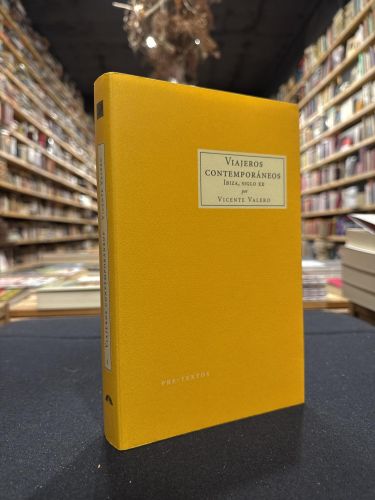 VIAJEROS
CONTEMPORÁNEOS
IBIZA, SIGLO XX
por
VICENTE VALERO
PRE-TEXTOS